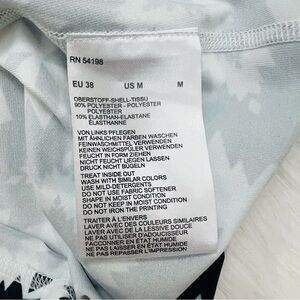 RN 54198
EU 38 US M M
OBERSTOFF-SHELL-TISSU
90% POLYESTER - POLYESTER
POLYESTER
10% ELASTHAN-ELASTANE
ELASTHANNE
VON LINKS PFLEGEN
MIT ÄHNLICHEN FARBEN WASCHEN
FEINWASCHMITTEL VERWENDEN
KEINEN WEICHSPÜLER VERWENDEN
FEUCHT IN FORM ZIEHEN
NICHT FEUCHT LIEGEN LASSEN
DRUCK NICHT BÜGELN
TREAT INSIDE OUT
WASH WITH SIMILAR COLORS
USE MILD-DETERGENTS
DO NOT USE FABRIC SOFTENER
SHAPE IN MOIST CONDITION
DO NOT KEEP IN MOIST CONDITION
DO NOT IRON THE PRINTING
TRAITER À L'ENVERS
LAVER AVEC DES COULEURS SIMILAIRES
LAVER AVEC DE LA LESSIVE DOUCE
NE PAS UTILISER D'ADOUCISSEUR
FACONNER EN ÉTAT HUMIDE
NE PAS LAISSER EN ÉTAT HUMIDE
NE PAS REPASSER L'IMPRESSION